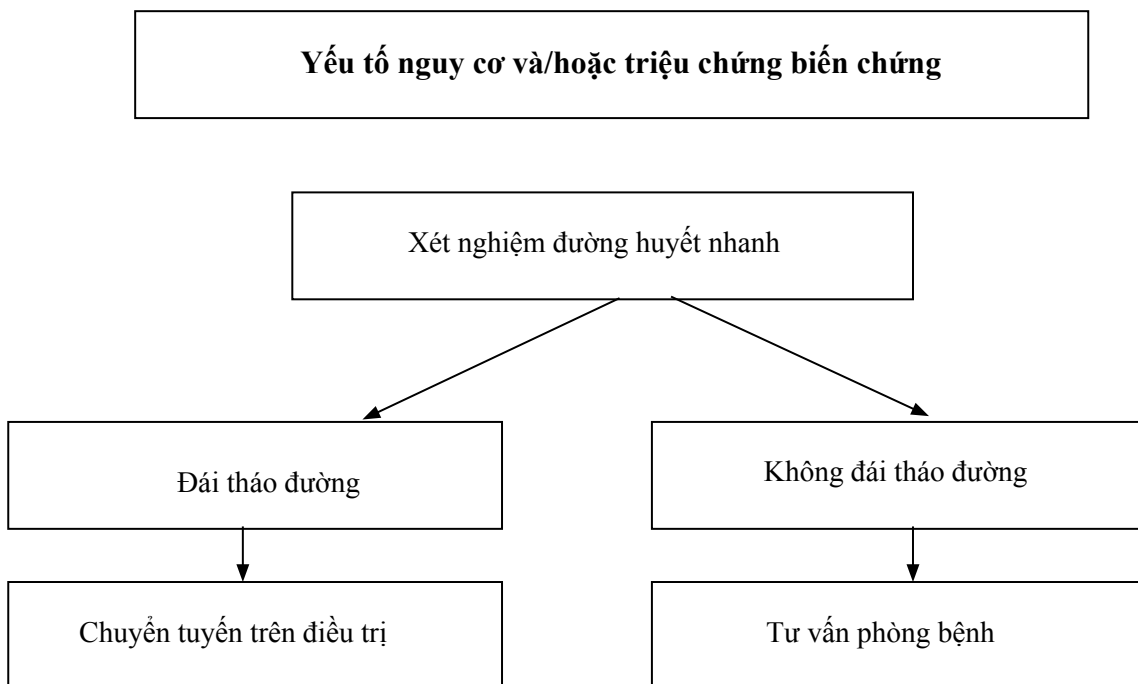 Yếu tố nguy cơ và/hoặc triệu chứng biến chứng
Xét nghiệm đường huyết nhanh
Đái tháo đường
Không đái tháo đường
Chuyển tuyến trên điều trị
Tư vấn phòng bệnh